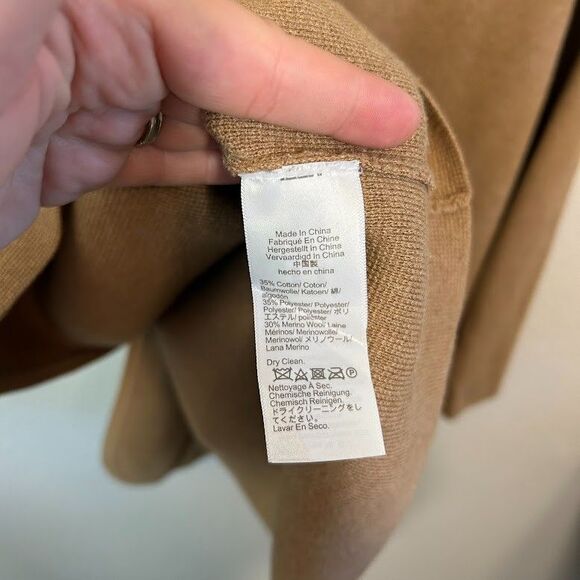 Made In China
Fabriqué En Chine
Hergestellt In China
Vervaardigd In China
中国製
hecho en china
35% Cotton/ Coton/
Baumwolle/ Katoen/ 綿/
algodón
35% Polyester/ Polyester/
Polyester/ Polyester/ ポリ
エステル/ poliéster
30% Merino Wool/ Laine
Mérinos/ Merinowolle/
Merinowol/ メリノウール/
Lana Merino
Dry Clean.
Nettoyage À Sec.
Chemische Reinigung.
Chemisch Reinigen.
ドライクリーニングをし
てください。
Lavar En Seco.